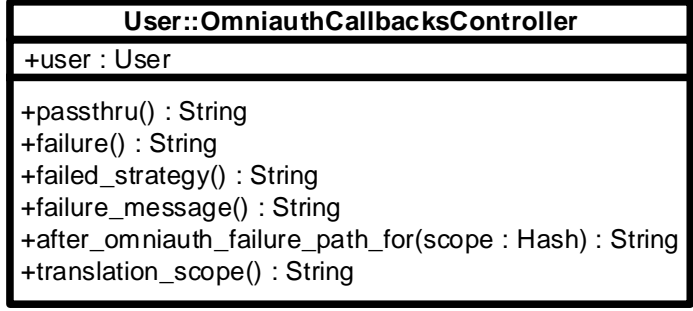 User::OmniauthCallbacksController
+user : User
+passthru() : String
+failure() : String
+failed_strategy() : String
+failure_message() : String
+after_omniauth_failure_path_for(scope : Hash) : String
+translation_scope() : String